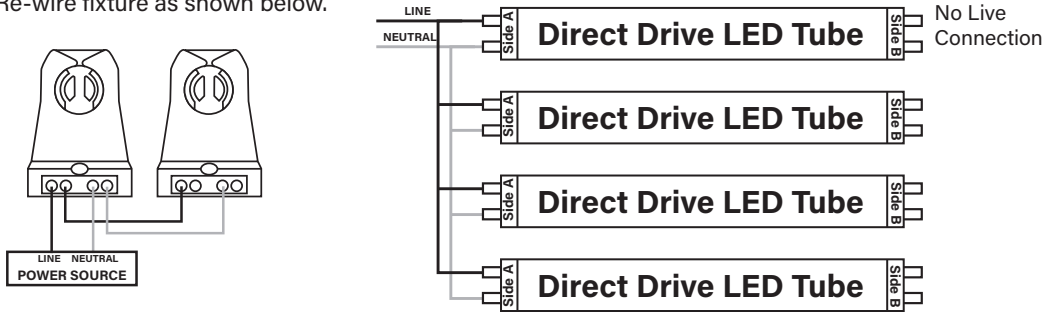 Re-wire fixture as shown below.
LINE NEUTRAL
POWER SOURCE
LINE
NEUTRAL
Side A Direct Drive LED Tube Side B
No Live
Connection
Side A Direct Drive LED Tube Side B
Side A Direct Drive LED Tube Side B
Side A Direct Drive LED Tube Side B